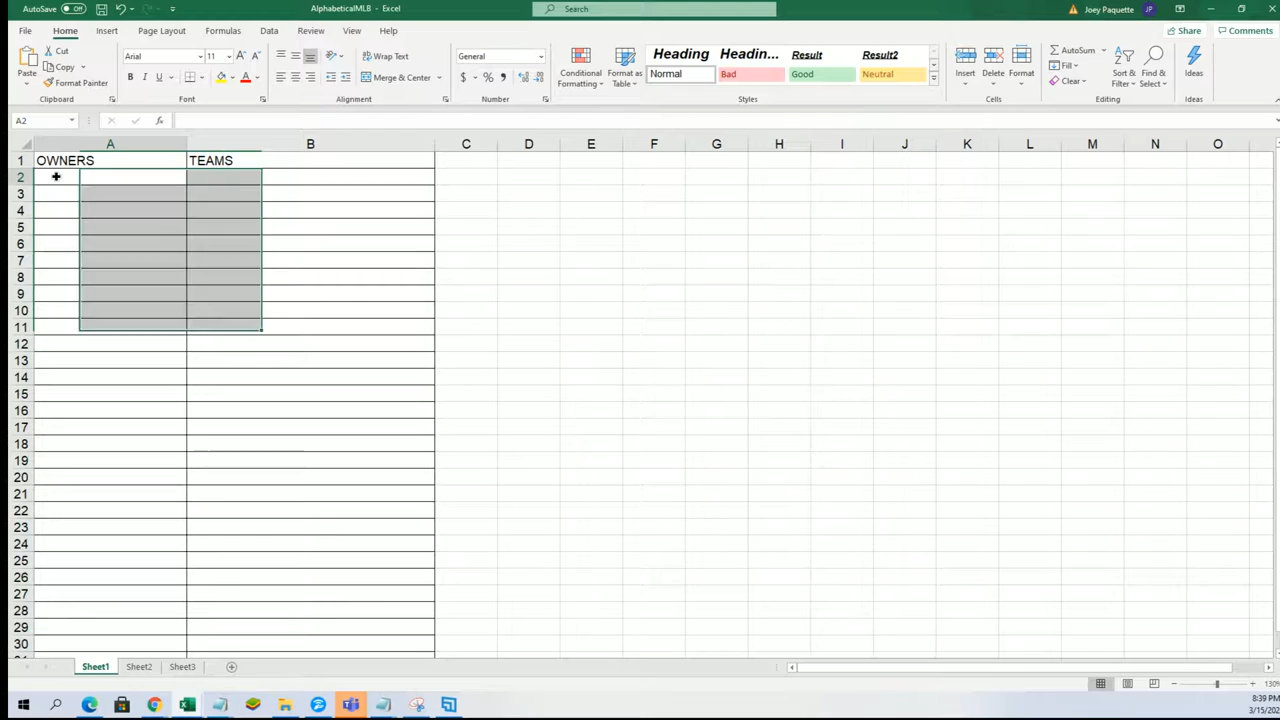 AutoSave Off AlphabeticalMLB - Excel Search Joey Paquette JP
File Home Insert Page Layout Formulas Data Review View Help Share Comments
Cut Arial 11 Wrap Text General Heading Headin... Result Result2 AutoSum
Copy Fill
Paste Format Painter Merge & Center Conditional Formatting Format as Table Normal Bad Good Neutral Insert Delete Format Clear Sort & Filter Find & Select Ideas
Clipboard Font Alignment Number Styles Cells Editing Ideas
A2 fx
A B C D E F G H I J K L M N O
1 OWNERS TEAMS
2
3
4
5
6
7
8
9
10
11
12
13
14
15
16
17
18
19
20
21
22
23
24
25
26
27
28
29
30
Sheet1 Sheet2 Sheet3
130%
8:39 PM
3/15/202